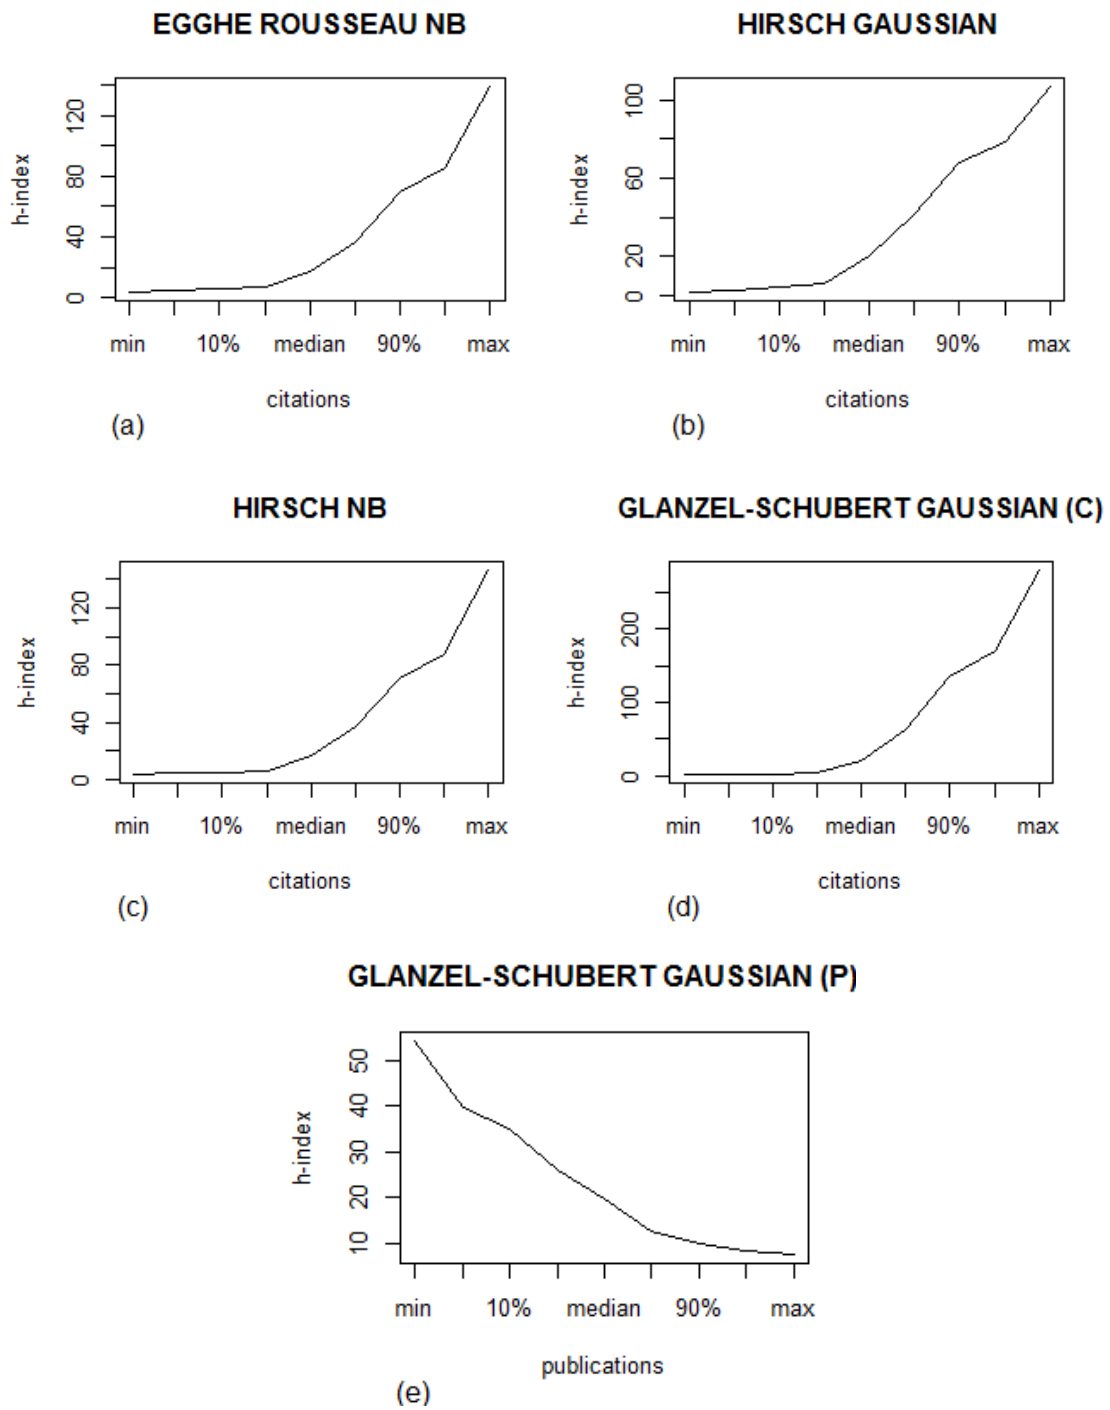 EGGHE ROUSSEAU NB
h-index
0 40 80 120
min 10% median 90% max
citations
(a)
HIRSCH GAUSSIAN
h-index
0 20 60 100
min 10% median 90% max
citations
(b)
HIRSCH NB
h-index
0 40 80 120
min 10% median 90% max
citations
(c)
GLANZEL-SCHUBERT GAUSSIAN (C)
h-index
0 100 200
min 10% median 90% max
citations
(d)
GLANZEL-SCHUBERT GAUSSIAN (P)
h-index
10 20 30 40 50
min 10% median 90% max
publications
(e)